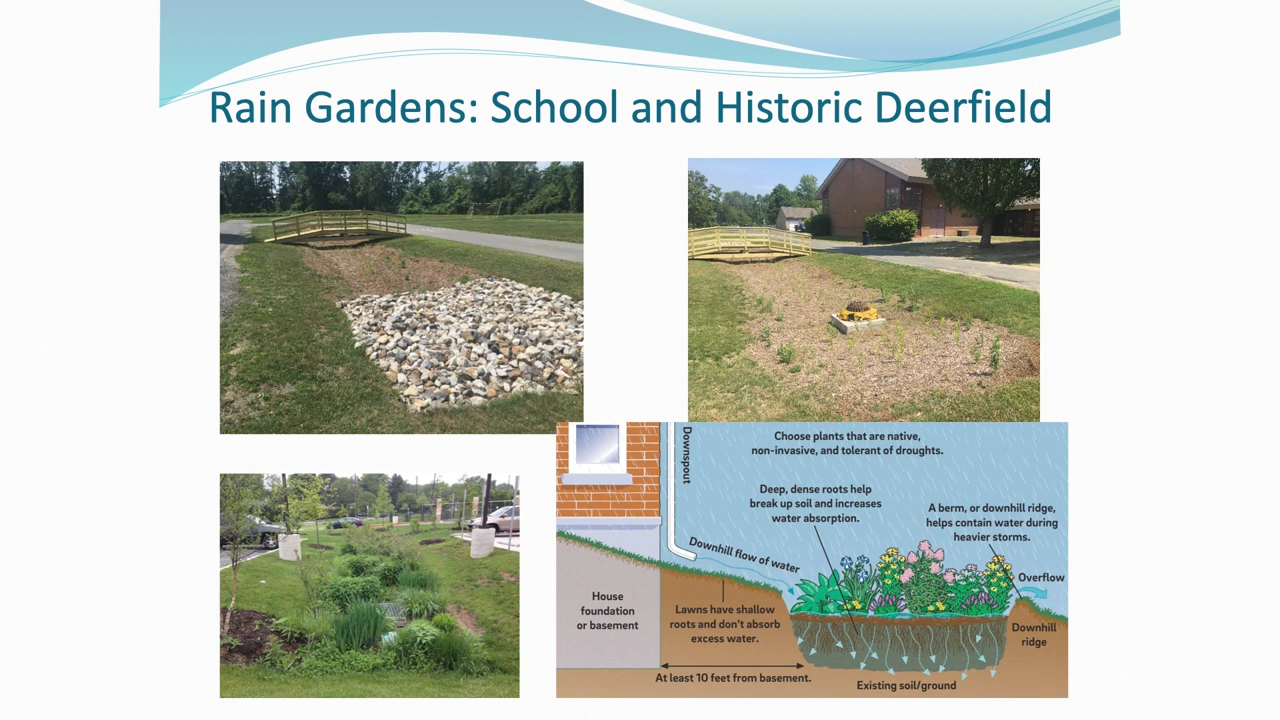 Rain Gardens: School and Historic Deerfield
Downspout
Choose plants that are native,
non-invasive, and tolerant of droughts.
Deep, dense roots help
break up soil and increases
water absorption.
A berm, or downhill ridge,
helps contain water during
heavier storms.
Downhill flow of water
Overflow
House
foundation
or basement
Lawns have shallow
roots and don't absorb
excess water.
Downhill
ridge
At least 10 feet from basement.
Existing soil/ground